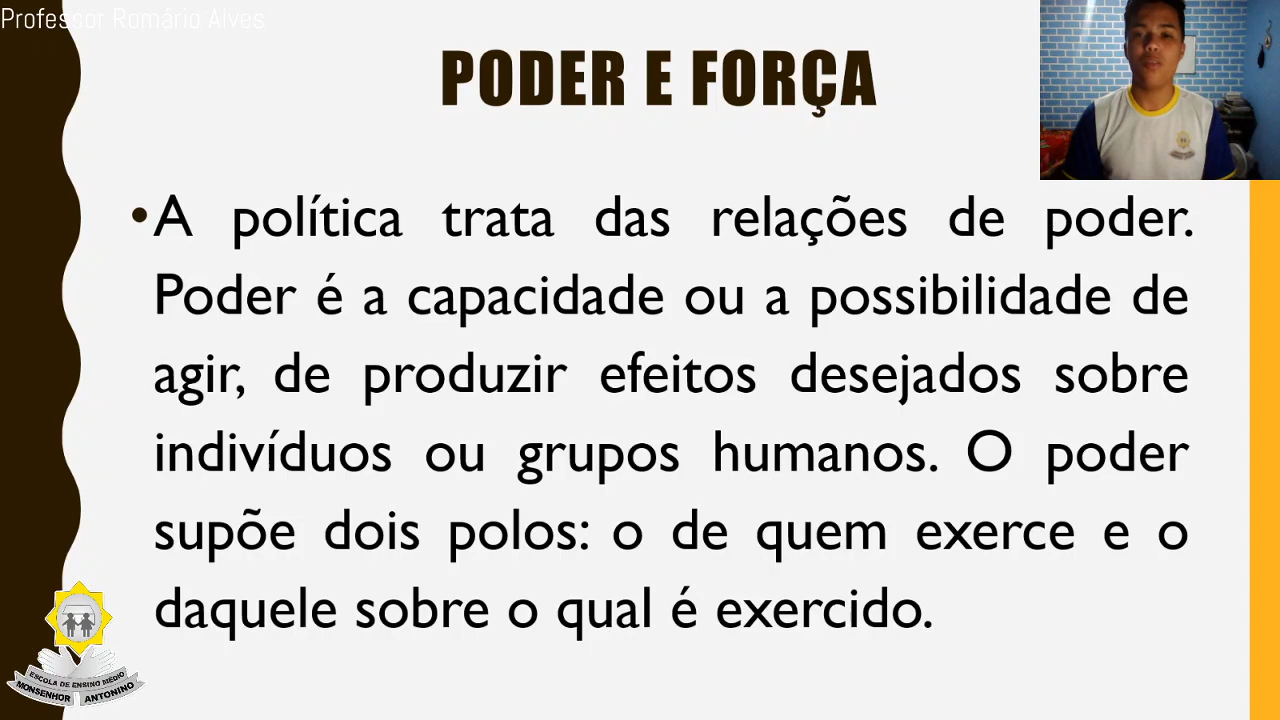 Professor Romário Alves
PODER E FORÇA
•A política trata das relações de poder.
Poder é a capacidade ou a possibilidade de
agir, de produzir efeitos desejados sobre
indivíduos ou grupos humanos. O poder
supõe dois polos: o de quem exerce e o
daquele sobre o qual é exercido.
ESCOLA DE ENSINO MÉDIO
MONSENHOR ANTONINO